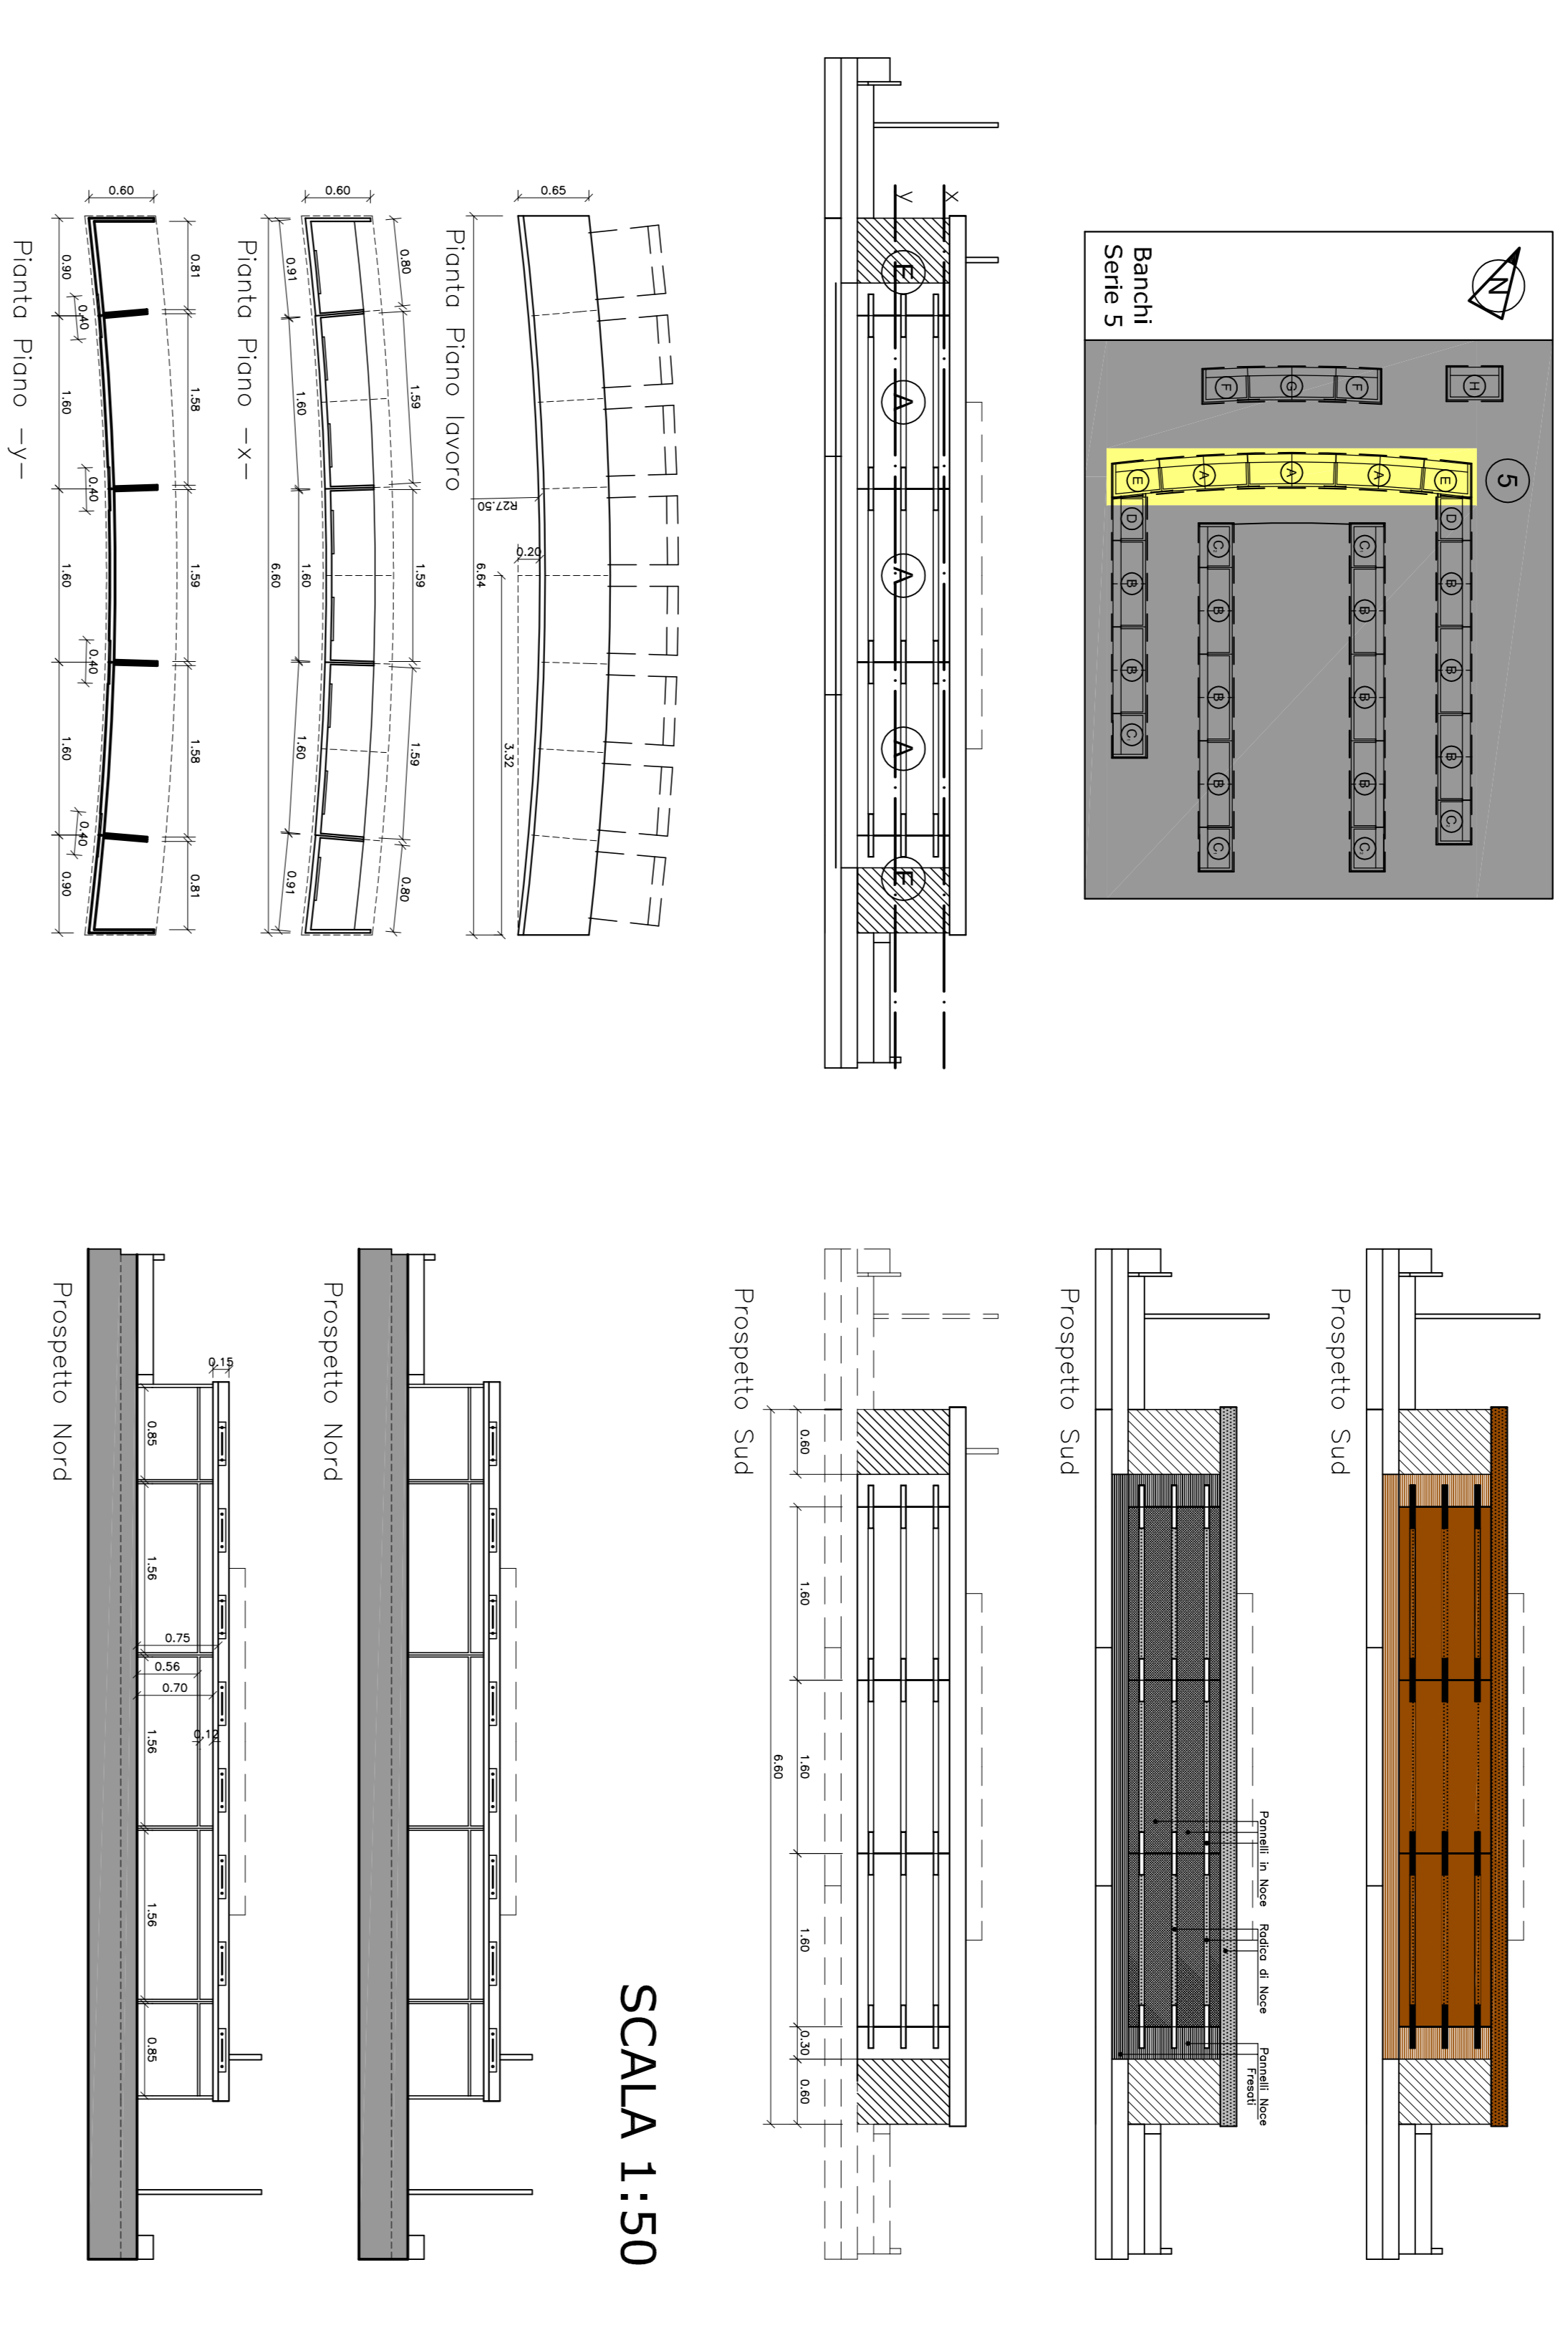 N
Banchi
Serie 5
5
H
E D B B B C
F A C B B B C
G A
F A C B B B C
E D B B C
X
Y
E A A A E
0.65
R27.50
0.20
6.64
3.32
Pianta Piano lavoro
0.60
0.80 1.59 1.59 1.59 0.80
0.91 1.60 1.60 1.60 0.91
6.60
Pianta Piano -x-
0.60
0.81 1.58 1.59 1.58 0.81
0.40 0.40 0.40 0.40
0.90 1.60 1.60 1.60 0.90
Pianta Piano -y-
Prospetto Sud
Pannelli in Noce
Radica di Noce
Pannelli Noce
Fresati
Prospetto Sud
0.60 1.60 1.60 1.60 0.30 0.60
6.60
Prospetto Sud
SCALA 1:50
Prospetto Nord
0.15
0.75
0.56
0.70
0.12
0.85 1.56 1.56 1.56 0.85
Prospetto Nord